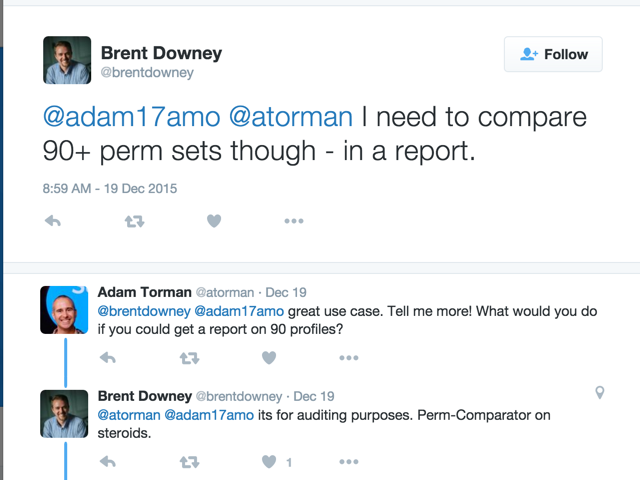 Brent Downey
@brentdowney
Follow
@adam17amo @atorman I need to compare
90+ perm sets though - in a report.
8:59 AM - 19 Dec 2015
Adam Torman @atorman · Dec 19
@brentdowney @adam17amo great use case. Tell me more! What would you do
if you could get a report on 90 profiles?
Brent Downey @brentdowney · Dec 19
@atorman @adam17amo its for auditing purposes. Perm-Comparator on
steroids.
1